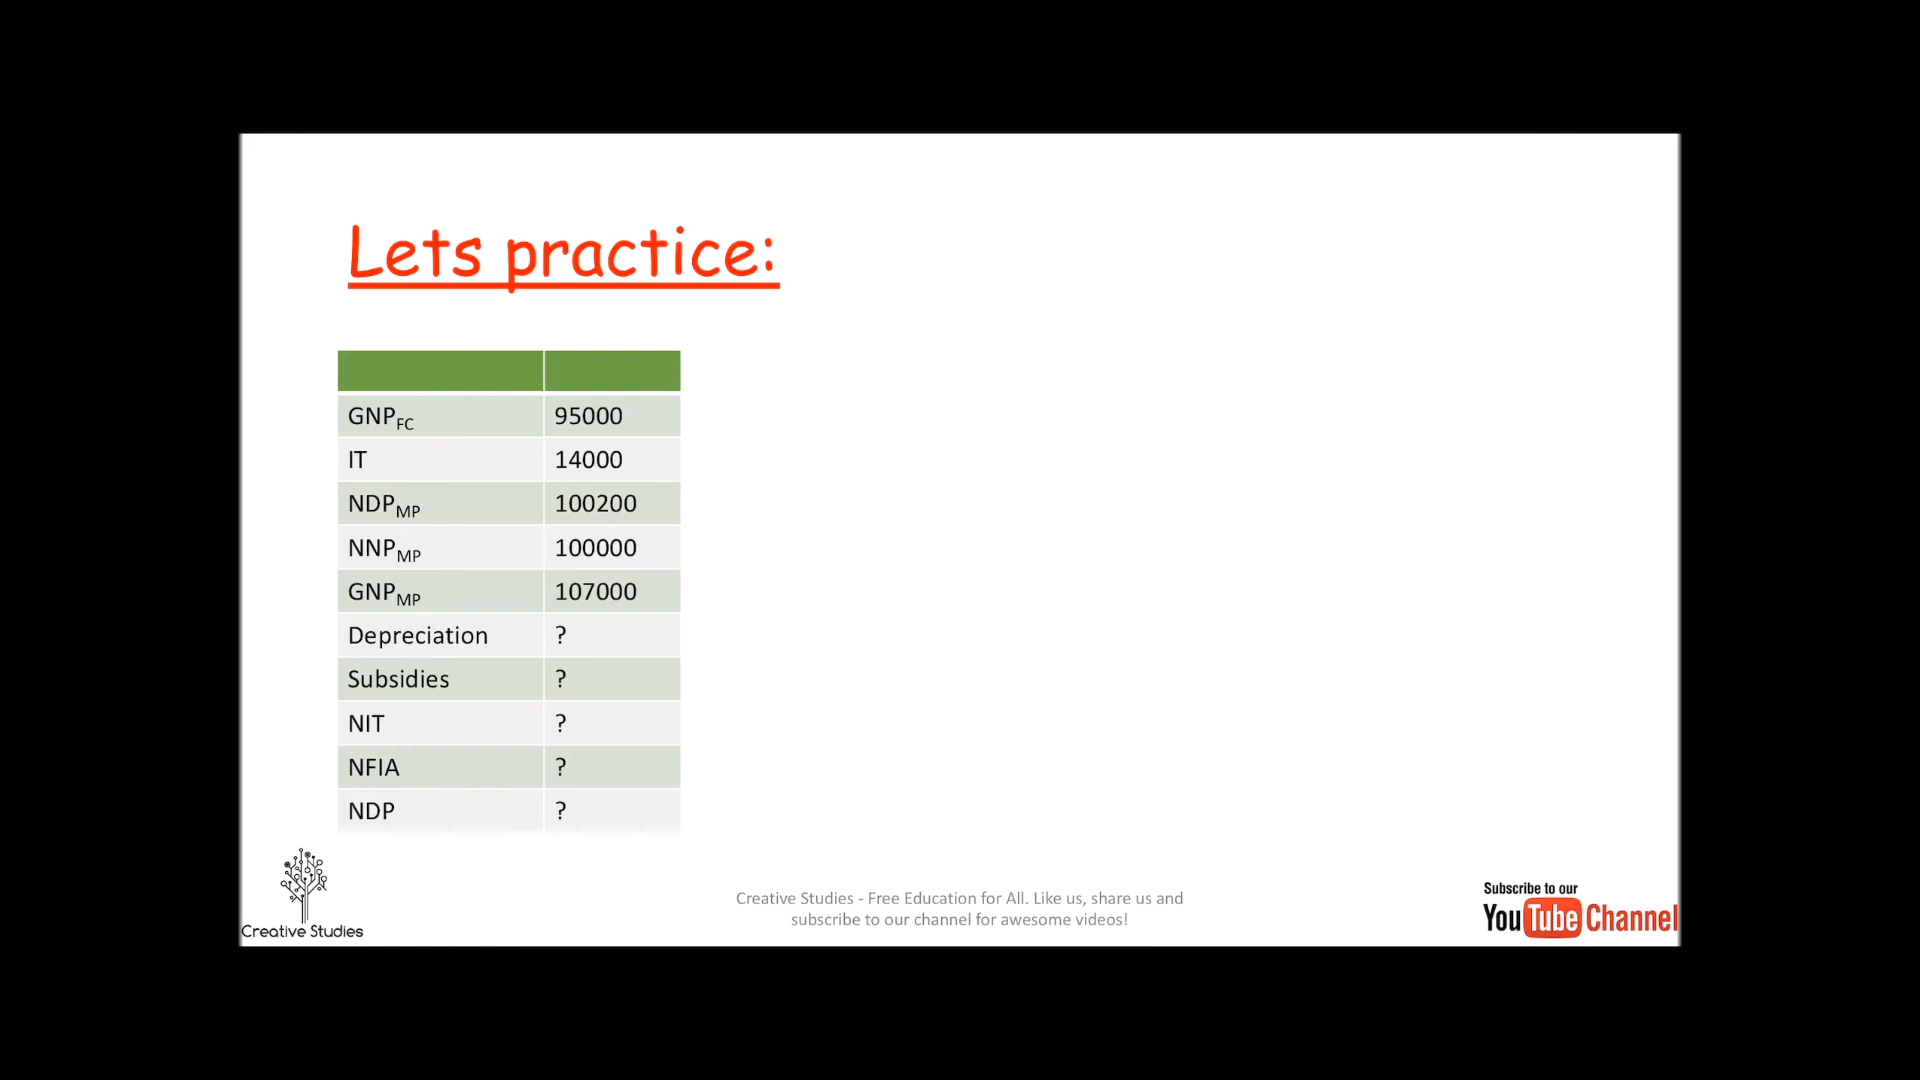 Lets practice:
GNPFC 95000
IT 14000
NDPMP 100200
NNPMP 100000
GNPMP 107000
Depreciation ?
Subsidies ?
NIT ?
NFIA ?
NDP ?
Creative Studies
Creative Studies - Free Education for All. Like us, share us and
subscribe to our channel for awesome videos!
Subscribe to our
YouTube Channel